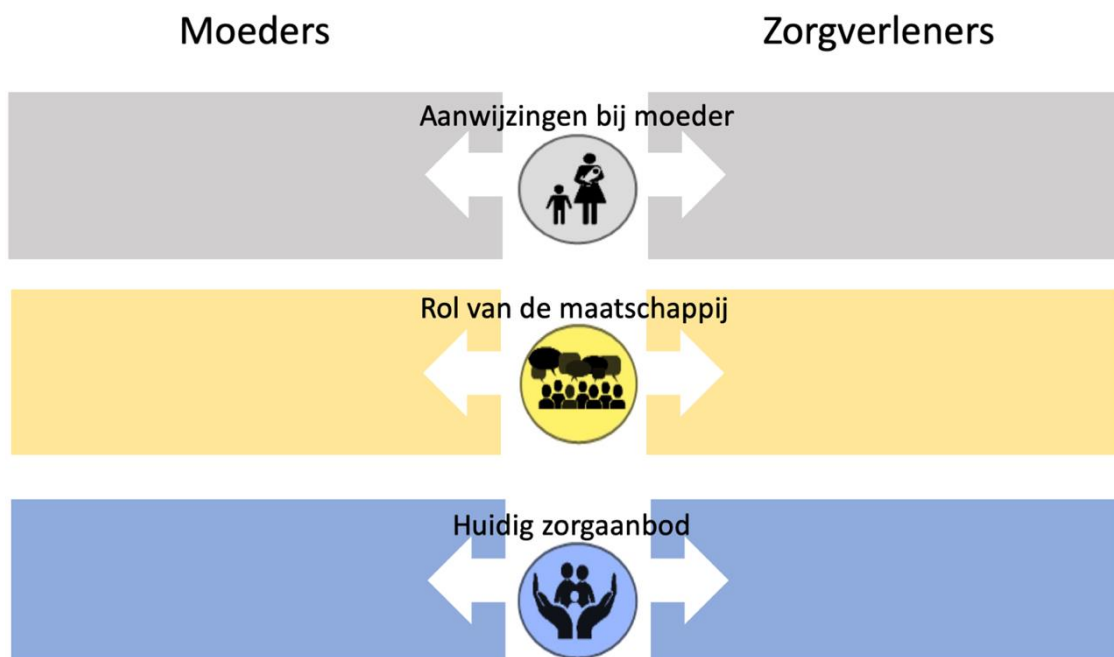 Moeders
Zorgverleners
Aanwijzingen bij moeder
Rol van de maatschappij
Huidig zorgaanbod